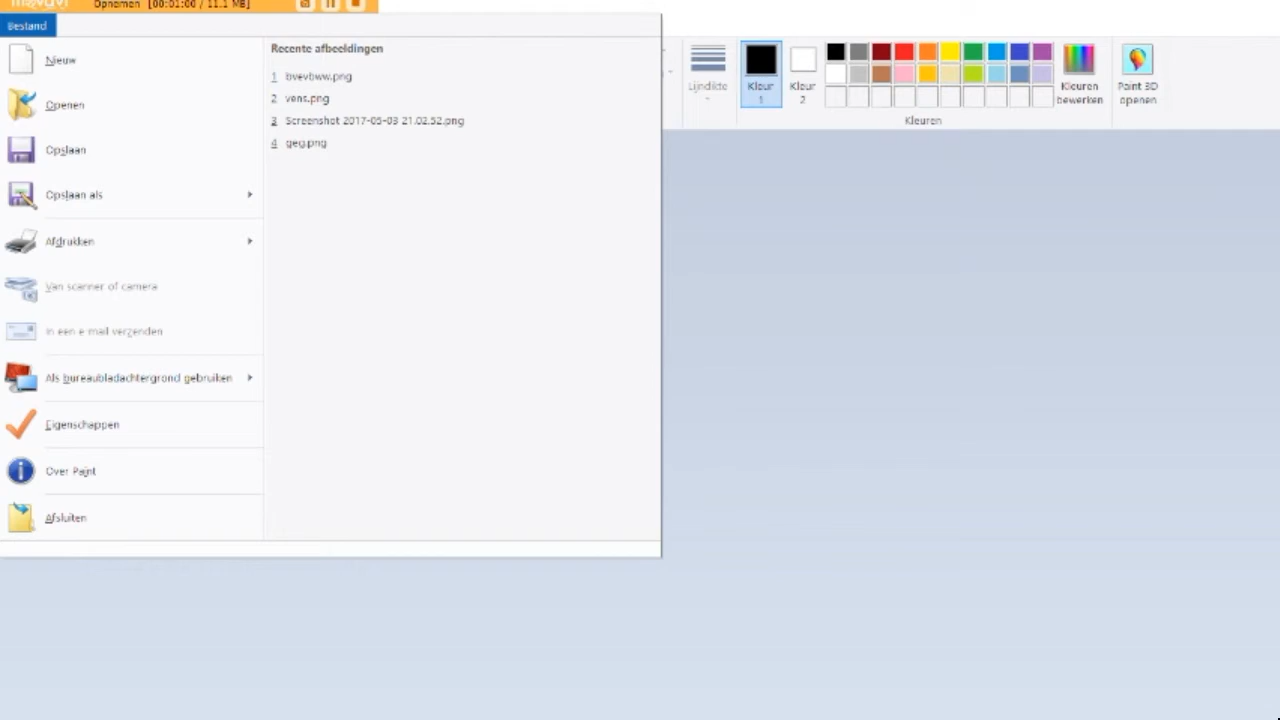 movavi Opnemen [00:01:00 / 11.1 MB]
Bestand
Recente afbeeldingen
Nieuw
1 bvevbww.png
2 vens.png
Openen
3 Screenshot 2017-05-03 21.02.52.png
4 geg.png
Opslaan
Opslaan als
Afdrukken
Van scanner of camera
In een e-mail verzenden
Als bureaubladachtergrond gebruiken
Eigenschappen
Over Paint
Afsluiten
Lijndikte
Kleur 1
Kleur 2
Kleuren bewerken
Paint 3D openen
Kleuren